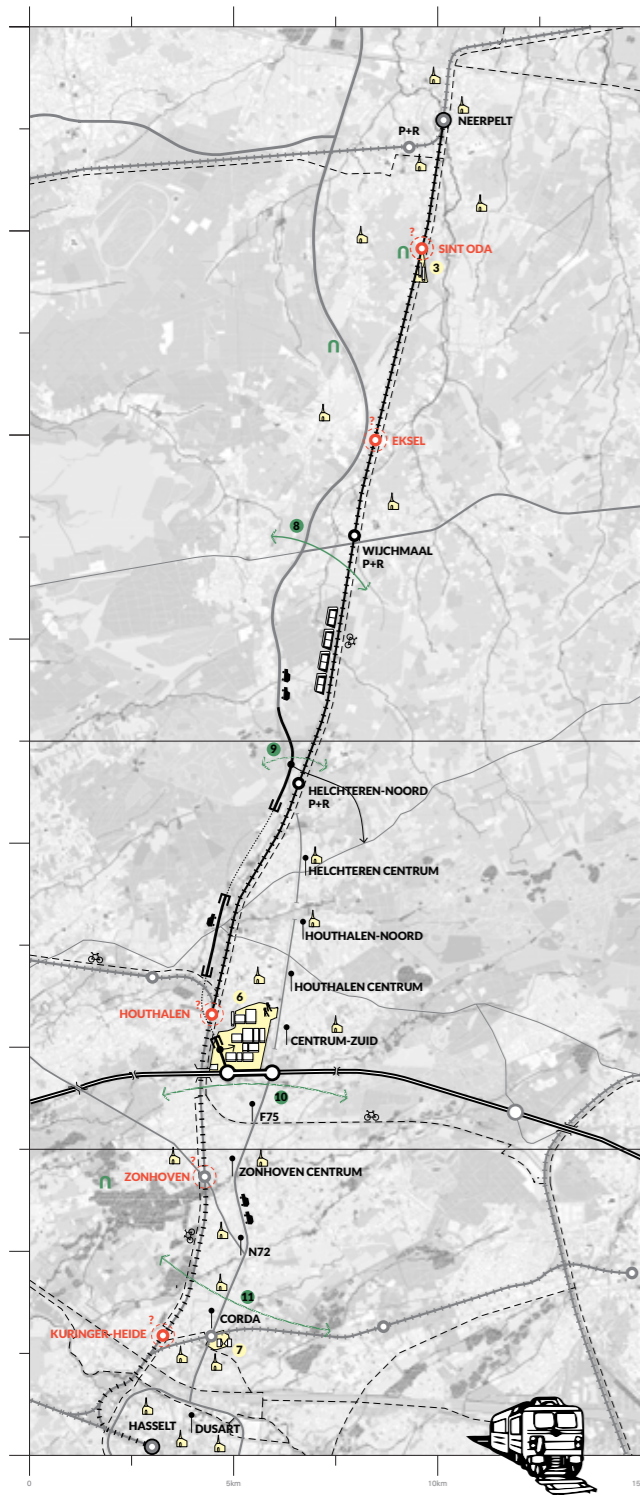 NEERPELT
P+R
?
SINT ODA
3
?
EKSEL
8
WIJCHMAAL
P+R
9
HELCHTEREN-NOORD
P+R
HELCHTEREN CENTRUM
HOUTHALEN-NOORD
HOUTHALEN CENTRUM
6
?
HOUTHALEN
CENTRUM-ZUID
10
F75
?
ZONHOVEN
ZONHOVEN CENTRUM
N72
11
CORDA
?
KURINGER-HEIDE
7
HASSELT
DUSART
0
5km
10km